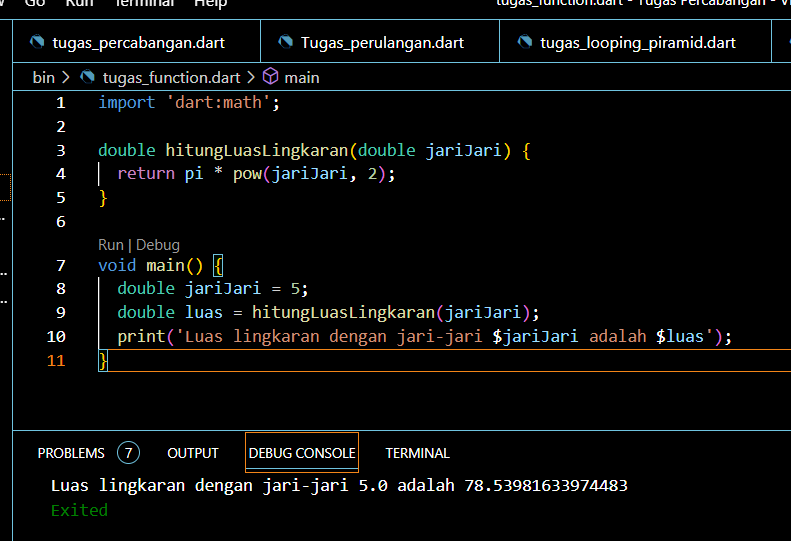 Go Run Terminal Help tugas_function.dart - Tugas Percabangan -
tugas_percabangan.dart Tugas_perulangan.dart tugas_looping_piramid.dart
bin > tugas_function.dart > main
1 import 'dart:math';
2
3 double hitungLuasLingkaran(double jariJari) {
4 return pi * pow(jariJari, 2);
5 }
6
Run | Debug
7 void main() {
8 double jariJari = 5;
9 double luas = hitungLuasLingkaran(jariJari);
10 print('Luas lingkaran dengan jari-jari $jariJari adalah $luas');
11 }
PROBLEMS 7 OUTPUT DEBUG CONSOLE TERMINAL
Luas lingkaran dengan jari-jari 5.0 adalah 78.53981633974483
Exited